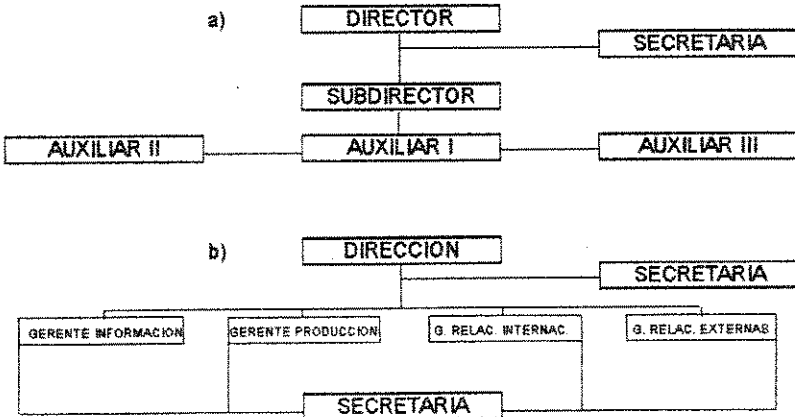 a)
DIRECTOR
SECRETARIA
SUBDIRECTOR
AUXILIAR II
AUXILIAR I
AUXILIAR III
b)
DIRECCION
SECRETARIA
GERENTE INFORMACION
GERENTE PRODUCCION
G. RELAC. INTERNAC.
G. RELAC. EXTERNAS
SECRETARIA